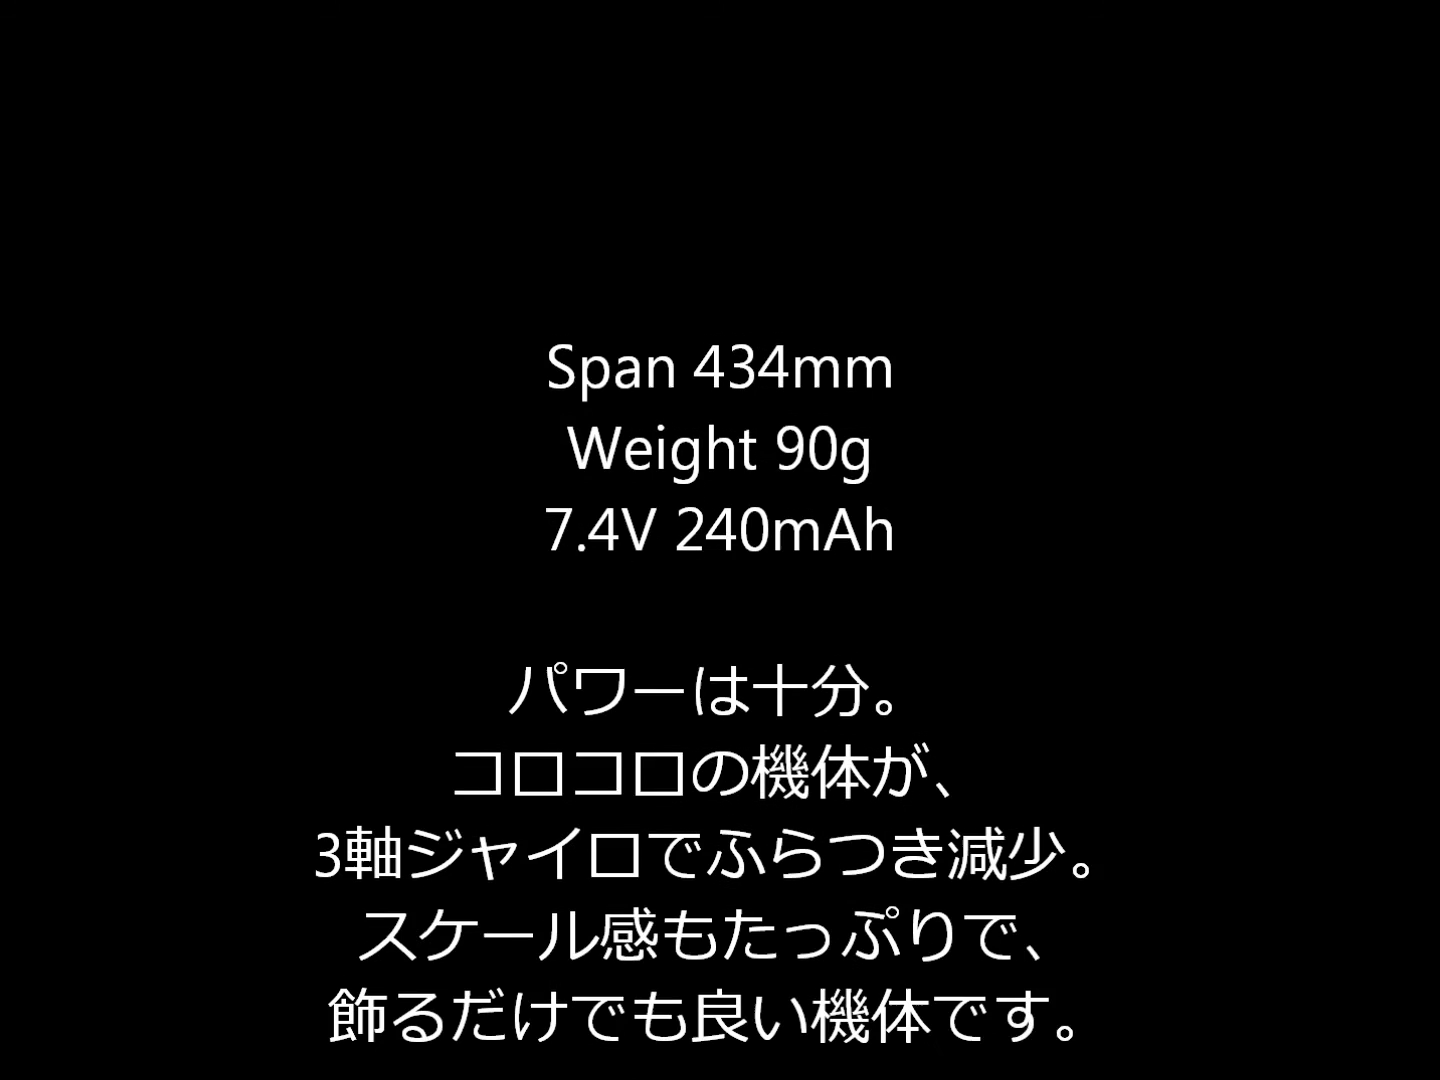 Span 434mm
Weight 90g
7.4V 240mAh
パワーは十分。
コロコロの機体が、
3軸ジャイロでふらつき減少。
スケール感もたっぷりで、
飾るだけでも良い機体です。